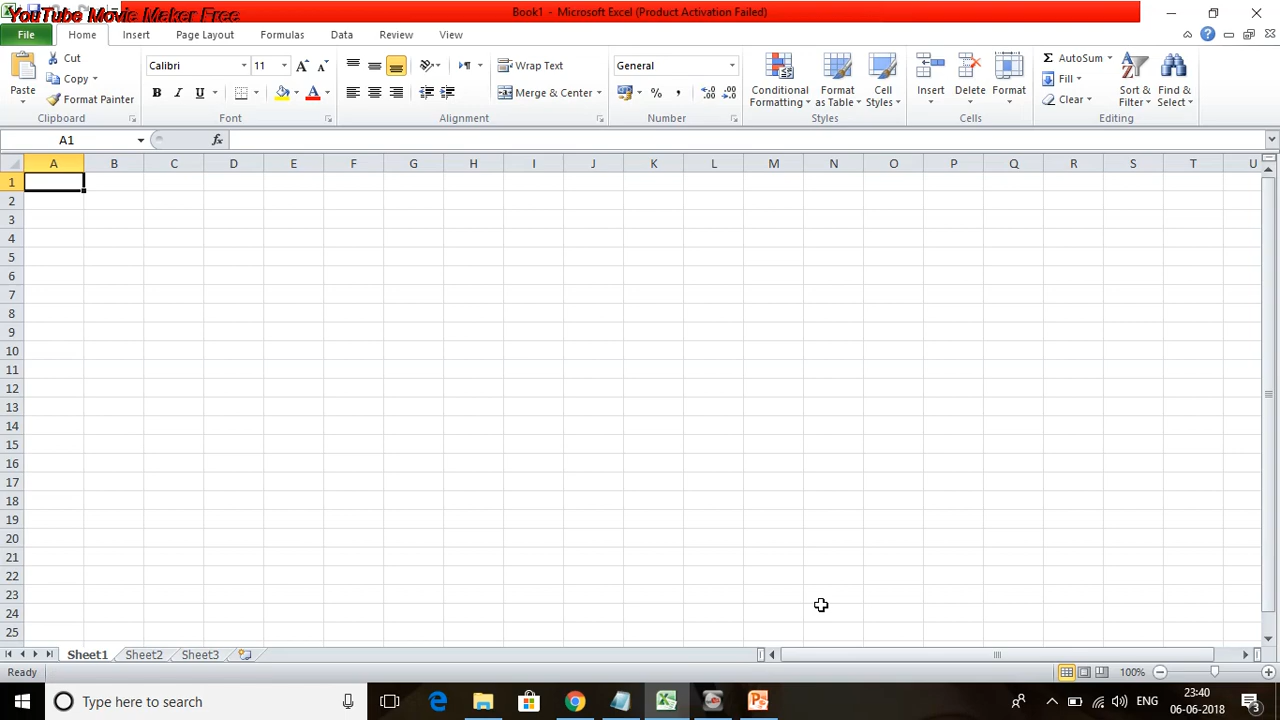 YouTube Movie Maker Free
Book1 - Microsoft Excel (Product Activation Failed)
File Home Insert Page Layout Formulas Data Review View
Paste
Cut
Copy
Format Painter
Clipboard
Calibri 11
B I U
Font
Wrap Text
Merge & Center
Alignment
General
% ,
Number
Conditional Formatting
Format as Table
Cell Styles
Styles
Insert Delete Format
Cells
Σ AutoSum
Fill
Clear
Sort & Filter
Find & Select
Editing
A1 fx
A B C D E F G H I J K L M N O P Q R S T U
1
2
3
4
5
6
7
8
9
10
11
12
13
14
15
16
17
18
19
20
21
22
23
24
25
Sheet1 Sheet2 Sheet3
Ready 100%
Type here to search
ENG
23:40
06-06-2018
3